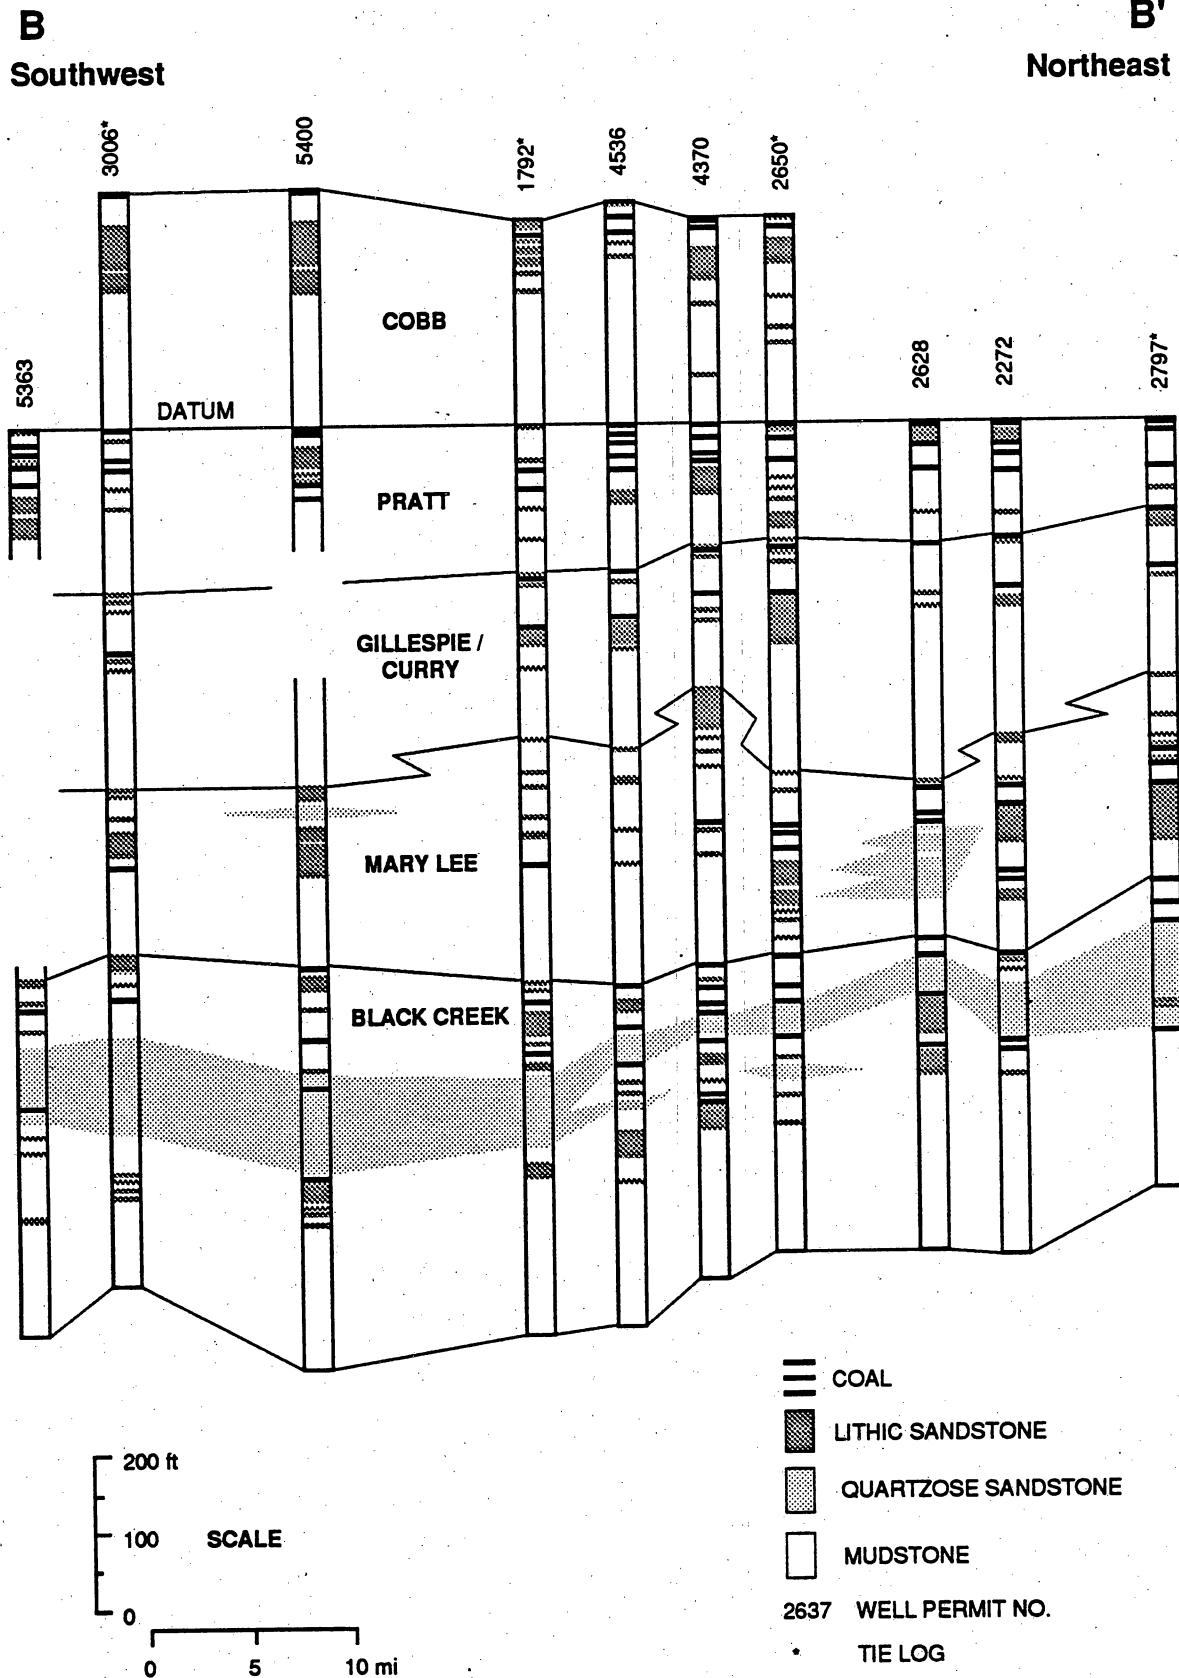 B
B'
Southwest
Northeast
3006*
5400
1792*
4536
4370
2650*
5363
2628
2272
2797*
COBB
DATUM
PRATT
GILLESPIE /
CURRY
MARY LEE
BLACK CREEK
COAL
LITHIC SANDSTONE
QUARTZOSE SANDSTONE
MUDSTONE
2637 WELL PERMIT NO.
* TIE LOG
200 ft
100
SCALE
0
0
5
10 mi